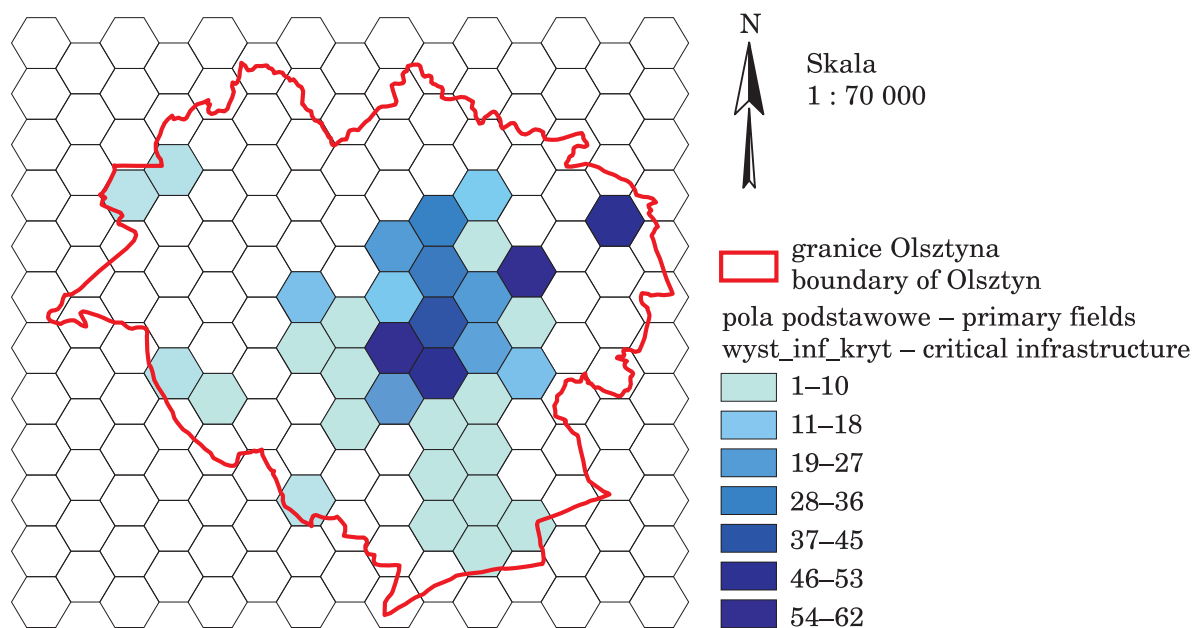 N
Skala
1 : 70 000
granice Olsztyna
boundary of Olsztyn
pola podstawowe – primary fields
wyst_inf_kryt – critical infrastructure
1–10
11–18
19–27
28–36
37–45
46–53
54–62